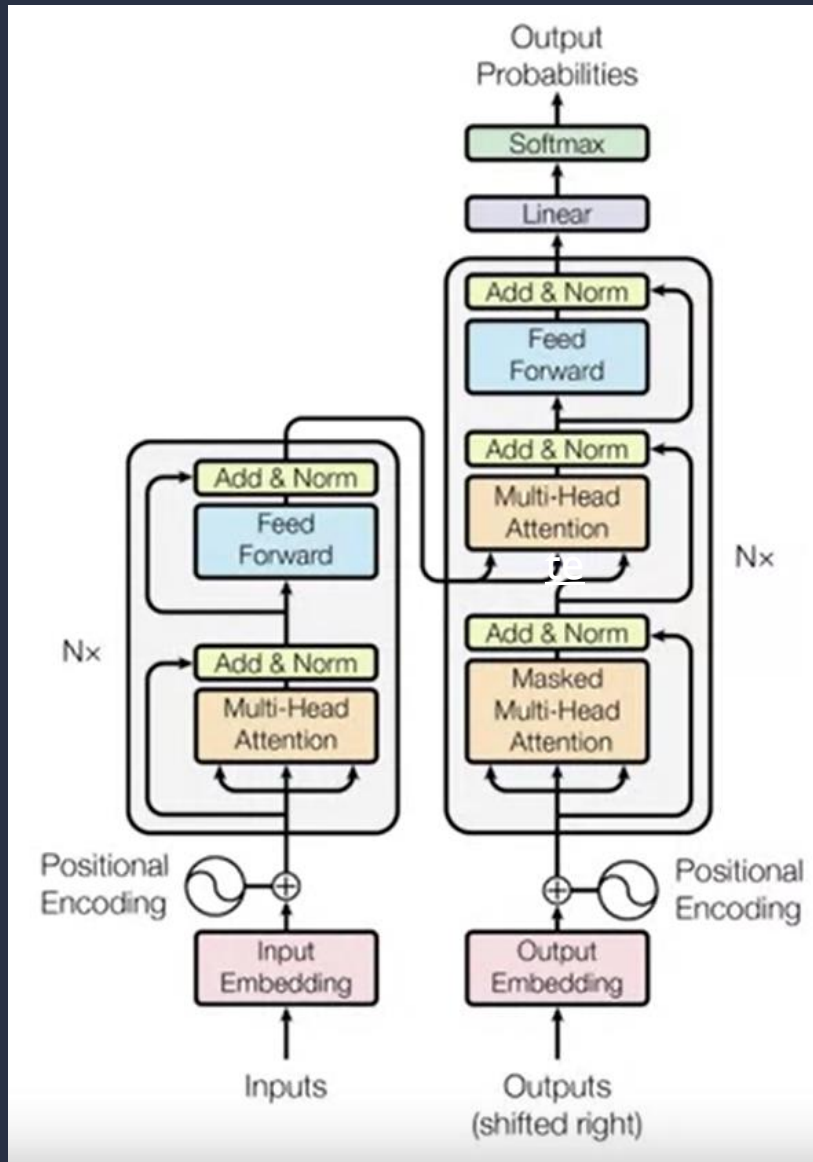 Output
Probabilities
Softmax
Linear
Add & Norm
Feed
Forward
Add & Norm
Multi-Head
Attention
te
Add & Norm
Masked
Multi-Head
Attention
Nx
Add & Norm
Feed
Forward
Add & Norm
Multi-Head
Attention
Nx
Positional
Encoding
Positional
Encoding
Input
Embedding
Output
Embedding
Inputs
Outputs
(shifted right)